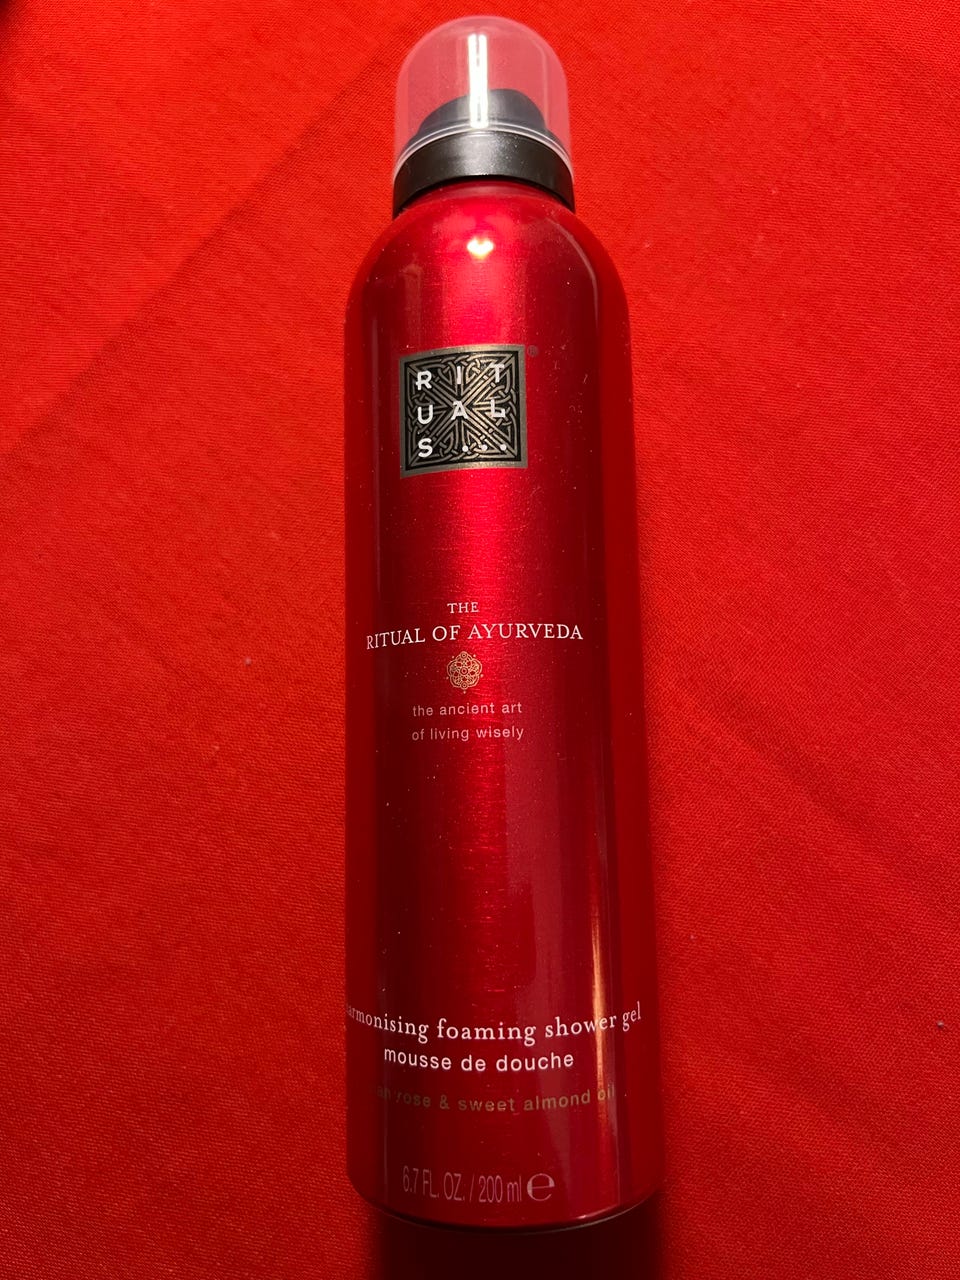 RIT
UAL
S...
®
THE
RITUAL OF AYURVEDA
the ancient art
of living wisely
armonising foaming shower gel
mousse de douche
an rose & sweet almond oil
6.7 FL. OZ. / 200 ml ℮